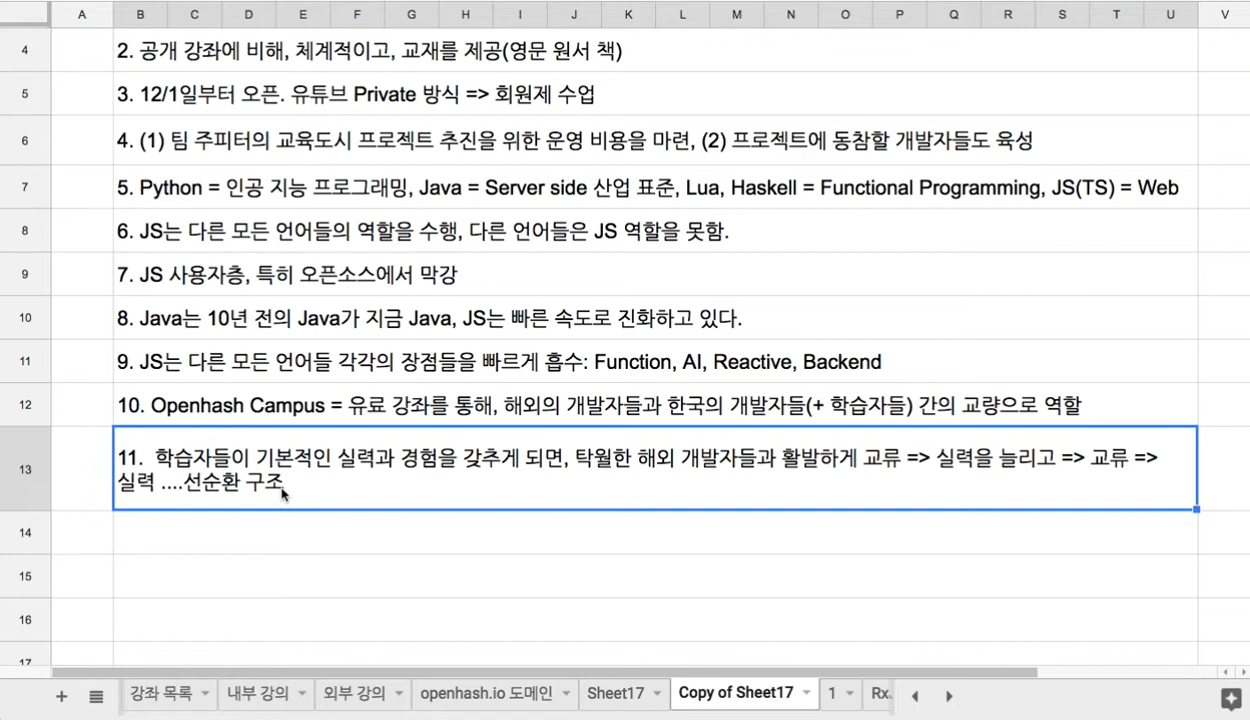 A B C D E F G H I J K L M N O P Q R S T U V
4 2. 공개 강좌에 비해, 체계적이고, 교재를 제공(영문 원서 책)
5 3. 12/1일부터 오픈. 유튜브 Private 방식 => 회원제 수업
6 4. (1) 팀 주피터의 교육도시 프로젝트 추진을 위한 운영 비용을 마련, (2) 프로젝트에 동참할 개발자들도 육성
7 5. Python = 인공 지능 프로그래밍, Java = Server side 산업 표준, Lua, Haskell = Functional Programming, JS(TS) = Web
8 6. JS는 다른 모든 언어들의 역할을 수행, 다른 언어들은 JS 역할을 못함.
9 7. JS 사용자층, 특히 오픈소스에서 막강
10 8. Java는 10년 전의 Java가 지금 Java, JS는 빠른 속도로 진화하고 있다.
11 9. JS는 다른 모든 언어들 각각의 장점들을 빠르게 흡수: Function, AI, Reactive, Backend
12 10. Openhash Campus = 유료 강좌를 통해, 해외의 개발자들과 한국의 개발자들(+ 학습자들) 간의 교량으로 역할
13 11. 학습자들이 기본적인 실력과 경험을 갖추게 되면, 탁월한 해외 개발자들과 활발하게 교류 => 실력을 늘리고 => 교류 =>
실력 ....선순환 구조
14
15
16
17
강좌 목록 내부 강의 외부 강의 openhash.io 도메인 Sheet17 Copy of Sheet17 1 Rx